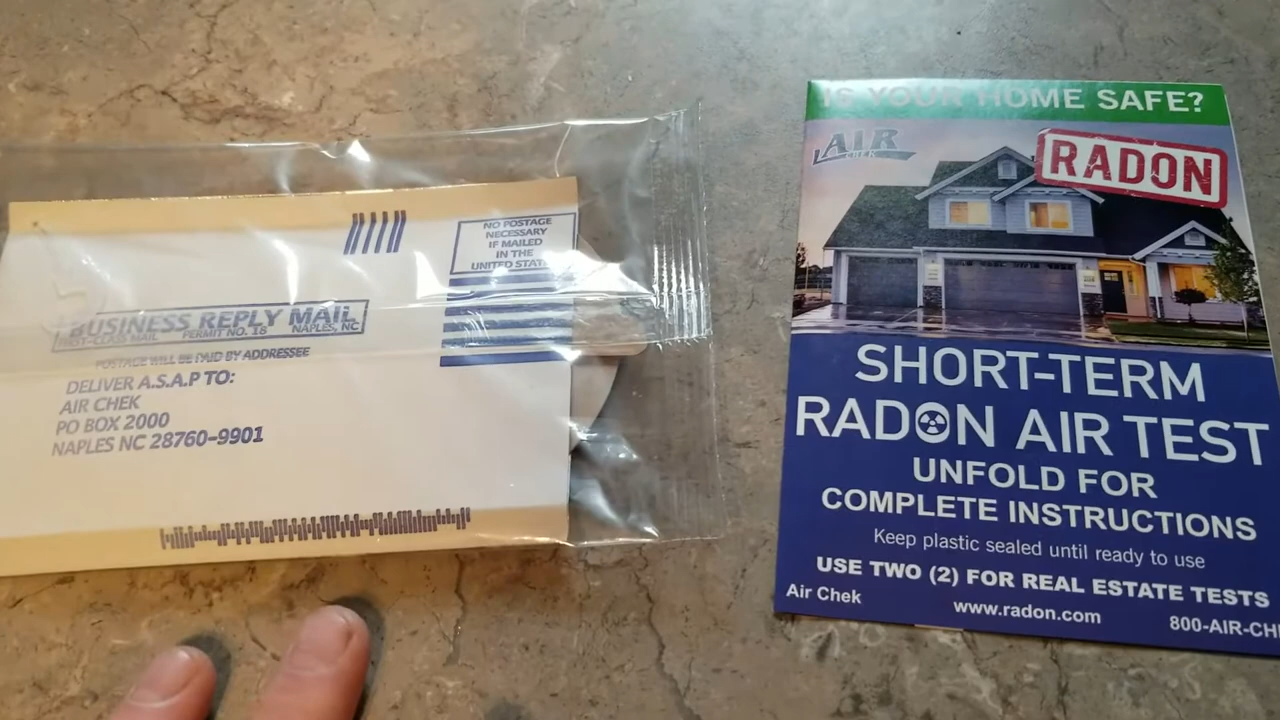 NO POSTAGE
NECESSARY
IF MAILED
IN THE
UNITED STATES
BUSINESS REPLY MAIL
FIRST-CLASS MAIL PERMIT NO. 18 NAPLES, NC
POSTAGE WILL BE PAID BY ADDRESSEE
DELIVER A.S.A.P TO:
AIR CHEK
PO BOX 2000
NAPLES NC 28760-9901
IS YOUR HOME SAFE?
AIR
CHEK
RADON
SHORT-TERM
RADON AIR TEST
UNFOLD FOR
COMPLETE INSTRUCTIONS
Keep plastic sealed until ready to use
USE TWO (2) FOR REAL ESTATE TESTS
Air Chek
www.radon.com
800-AIR-CH